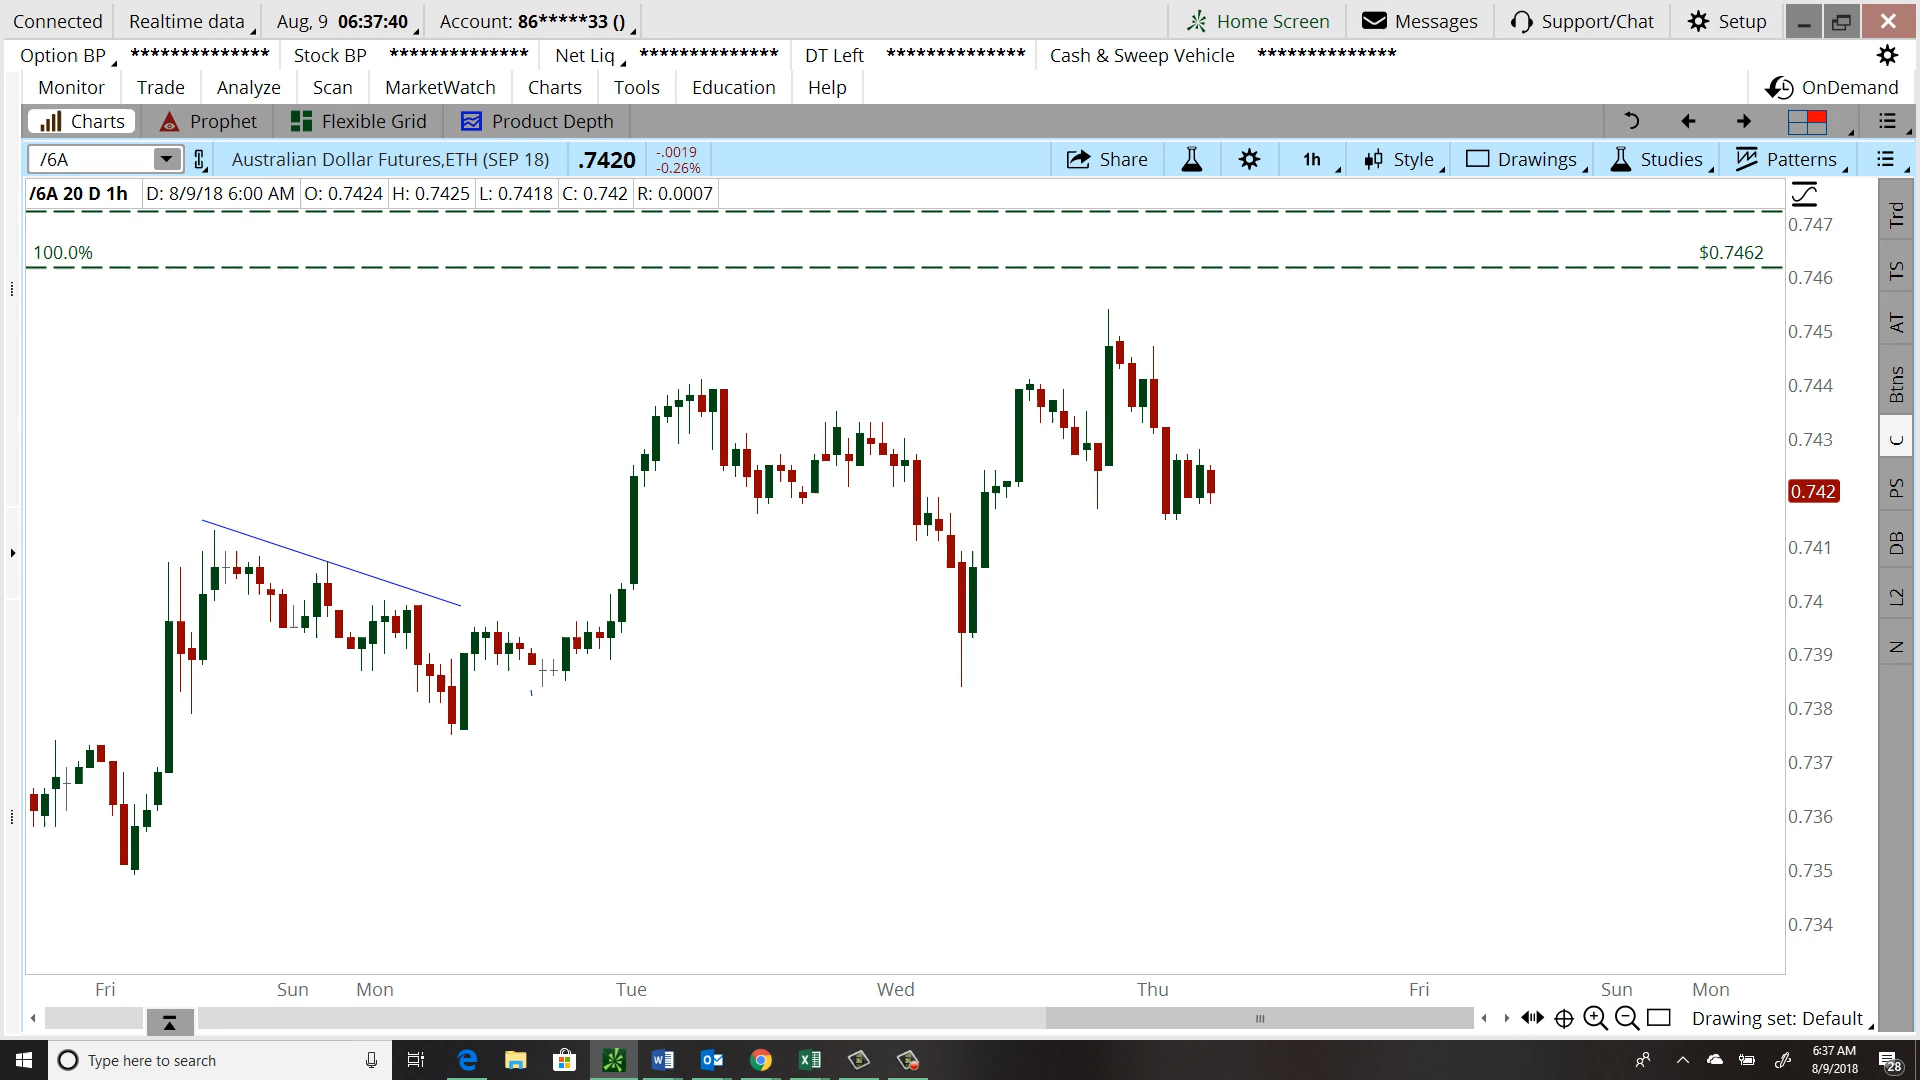 Connected Realtime data Aug, 9 06:37:40 Account: 86*****33 () Home Screen Messages Support/Chat Setup
Option BP ************** Stock BP ************** Net Liq ************** DT Left ************** Cash & Sweep Vehicle **************
Monitor Trade Analyze Scan MarketWatch Charts Tools Education Help OnDemand
Charts Prophet Flexible Grid Product Depth
/6A Australian Dollar Futures,ETH (SEP 18) .7420 -.0019 -0.26% Share 1h Style Drawings Studies Patterns
/6A 20 D 1h D: 8/9/18 6:00 AM O: 0.7424 H: 0.7425 L: 0.7418 C: 0.742 R: 0.0007
0.747
100.0% $0.7462
0.746
0.745
0.744
0.743
0.742
0.741
0.74
0.739
0.738
0.737
0.736
0.735
0.734
Trd
TS
AT
Btns
C
PS
DB
L2
N
Fri Sun Mon Tue Wed Thu Fri Sun Mon
Drawing set: Default
Type here to search
6:37 AM
8/9/2018
28